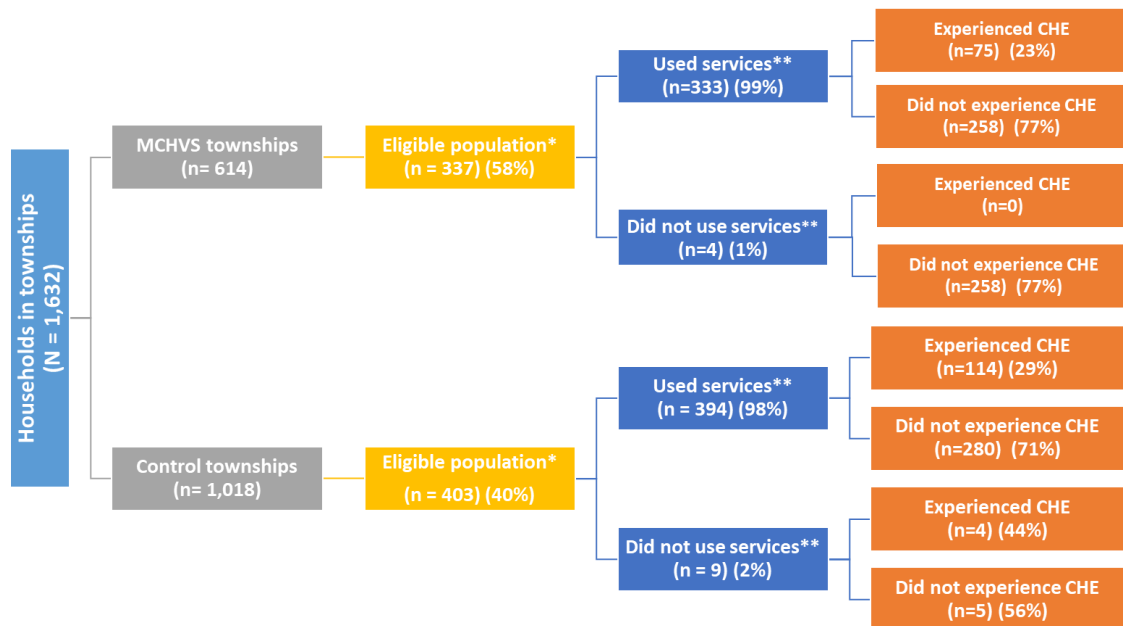 Households in townships
(N = 1,632)
MCHVS townships
(n= 614)
Eligible population*
(n = 337) (58%)
Used services**
(n=333) (99%)
Experienced CHE
(n=75) (23%)
Did not experience CHE
(n=258) (77%)
Did not use services**
(n=4) (1%)
Experienced CHE
(n=0)
Did not experience CHE
(n=258) (77%)
Control townships
(n= 1,018)
Eligible population*
(n = 403) (40%)
Used services**
(n = 394) (98%)
Experienced CHE
(n=114) (29%)
Did not experience CHE
(n=280) (71%)
Did not use services**
(n = 9) (2%)
Experienced CHE
(n=4) (44%)
Did not experience CHE
(n=5) (56%)